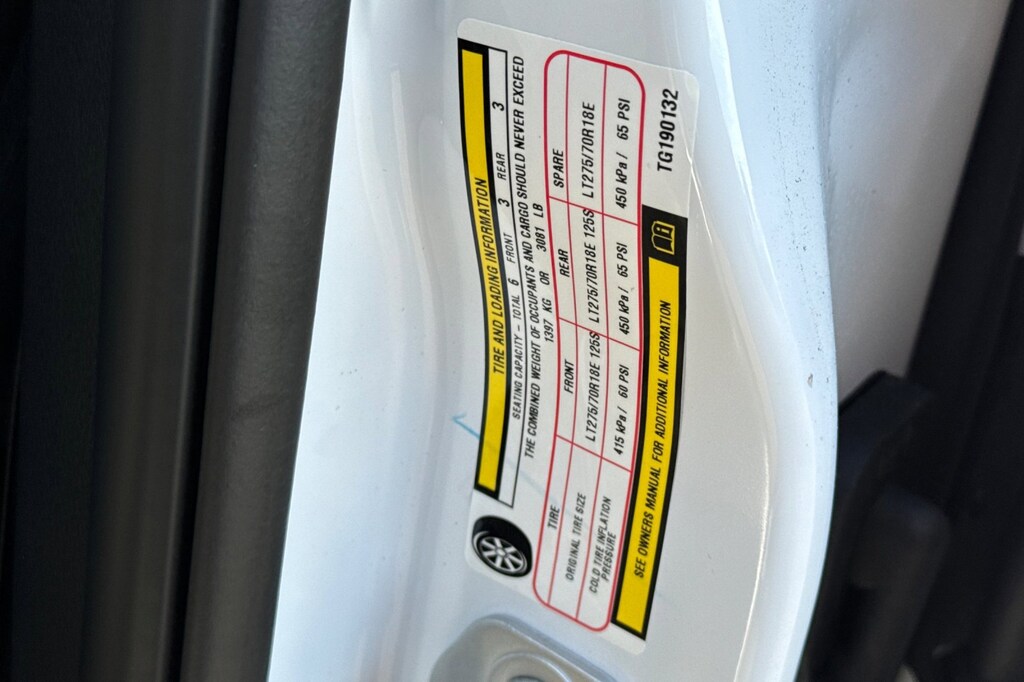 TIRE AND LOADING INFORMATION
SEATING CAPACITY - TOTAL 6 FRONT 3 REAR 3
THE COMBINED WEIGHT OF OCCUPANTS AND CARGO SHOULD NEVER EXCEED
1397 KG OR 3081 LB
TIRE FRONT REAR SPARE
ORIGINAL TIRE SIZE LT275/70R18E 125S LT275/70R18E 125S LT275/70R18E
COLD TIRE INFLATION PRESSURE 415 kPa / 60 PSI 450 kPa / 65 PSI 450 kPa / 65 PSI
SEE OWNERS MANUAL FOR ADDITIONAL INFORMATION
TG190132